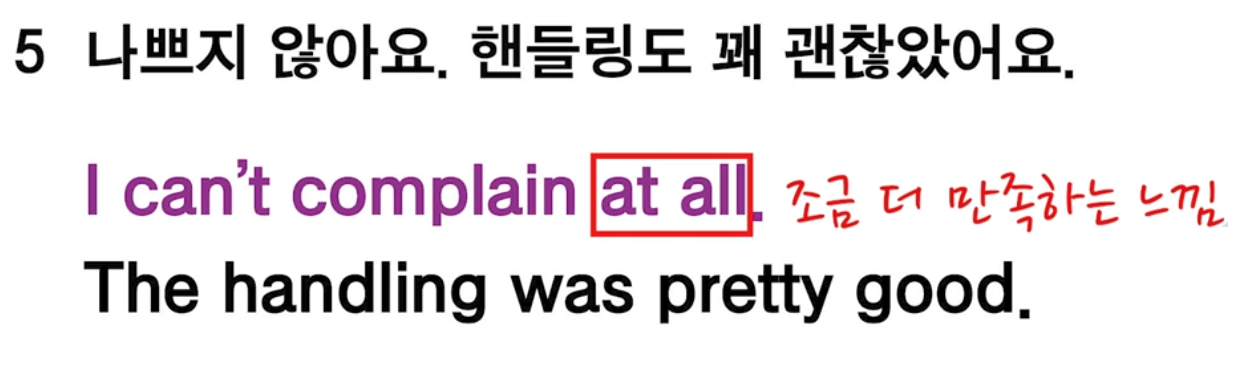 5 나쁘지 않아요. 핸들링도 꽤 괜찮았어요.
I can't complain at all. 조금 더 만족하는 느낌
The handling was pretty good.